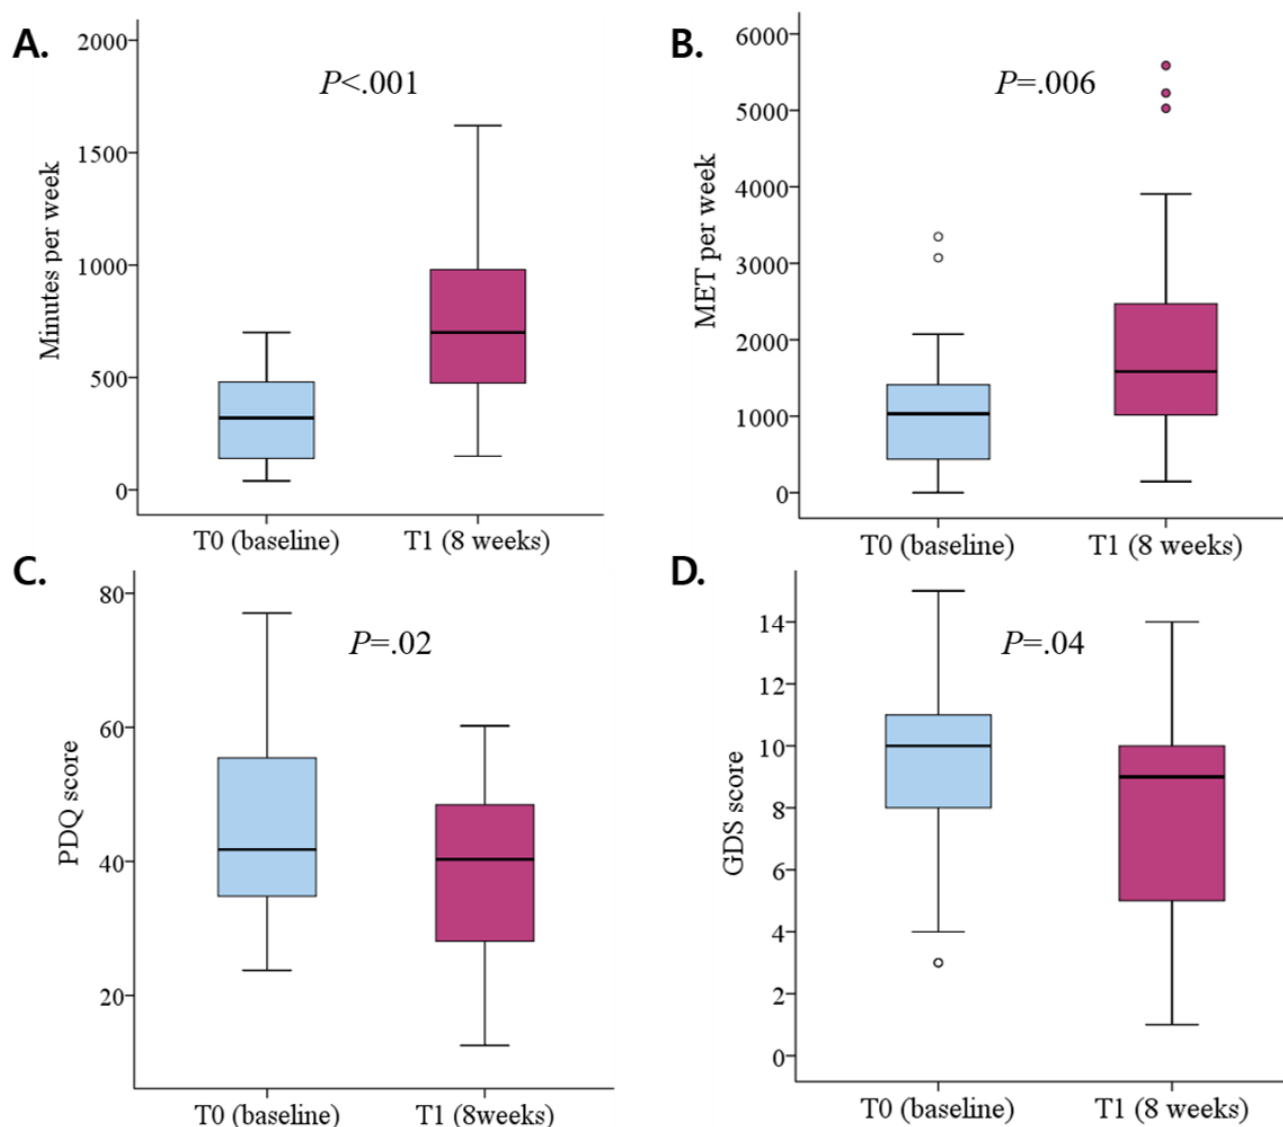 A.
P<.001
Minutes per week
2000
1500
1000
500
0
T0 (baseline)
T1 (8 weeks)
B.
P=.006
MET per week
6000
5000
4000
3000
2000
1000
0
T0 (baseline)
T1 (8 weeks)
C.
P=.02
PDQ score
80
60
40
20
T0 (baseline)
T1 (8weeks)
D.
P=.04
GDS score
14
12
10
8
6
4
2
0
T0 (baseline)
T1 (8 weeks)